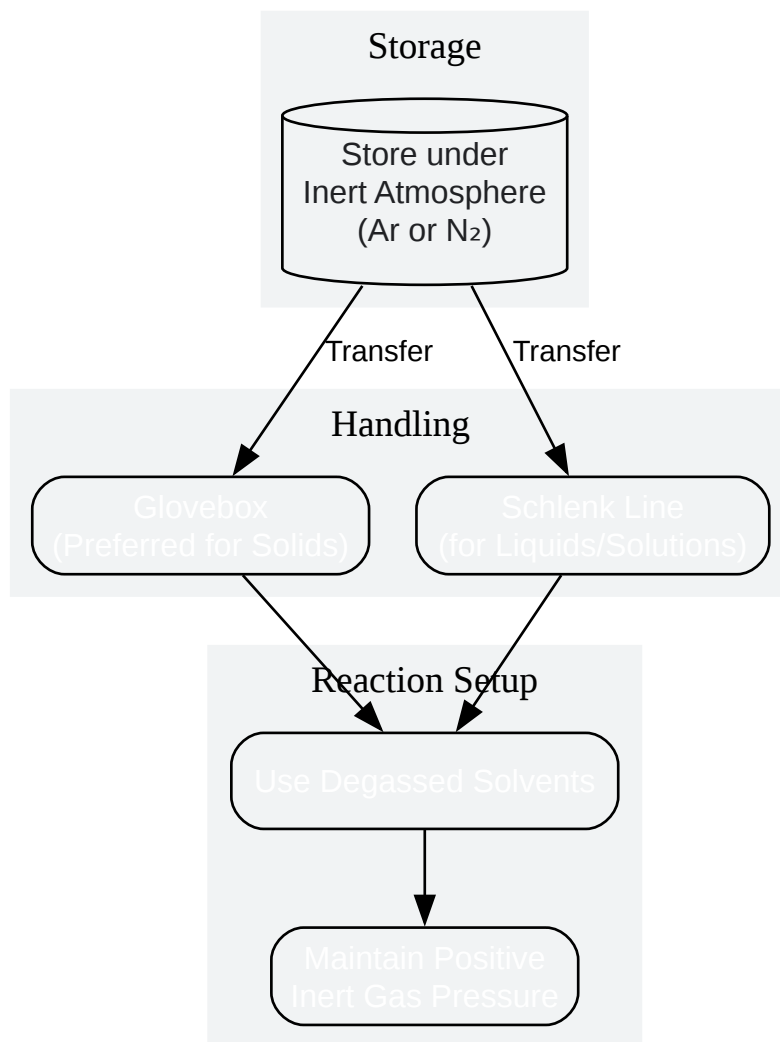 Storage
Store under
Inert Atmosphere
(Ar or N₂)
Transfer
Transfer
Handling
Glovebox
(Preferred for Solids)
Schlenk Line
(for Liquids/Solutions)
Reaction Setup
Use Degassed Solvents
Maintain Positive
Inert Gas Pressure